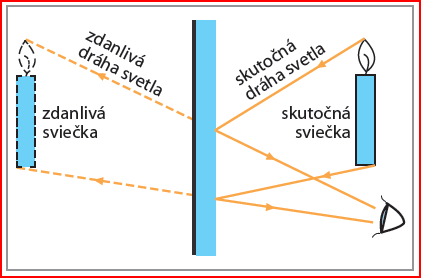 zdanlivá
dráha svetla
skutočná
dráha svetla
zdanlivá
sviečka
skutočná
sviečka